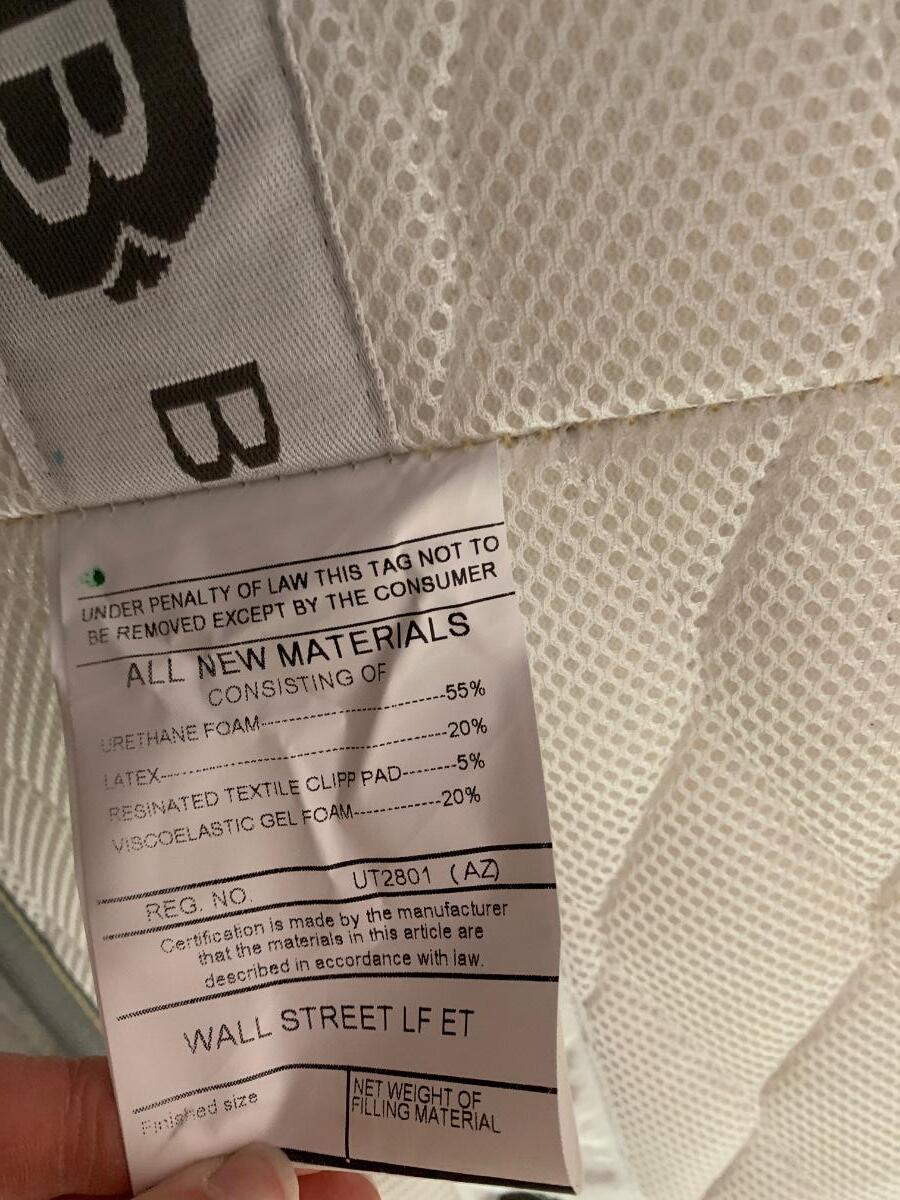 B
B
UNDER PENALTY OF LAW THIS TAG NOT TO
BE REMOVED EXCEPT BY THE CONSUMER
ALL NEW MATERIALS
CONSISTING OF
URETHANE FOAM-------------------------55%
LATEX-------------------------20%
RESINATED TEXTILE CLIPP PAD--------5%
VISCOELASTIC GEL FOAM------------20%
REG. NO. UT2801 (AZ)
Certification is made by the manufacturer
that the materials in this article are
described in accordance with law.
WALL STREET LF ET
Finished size
NET WEIGHT OF
FILLING MATERIAL